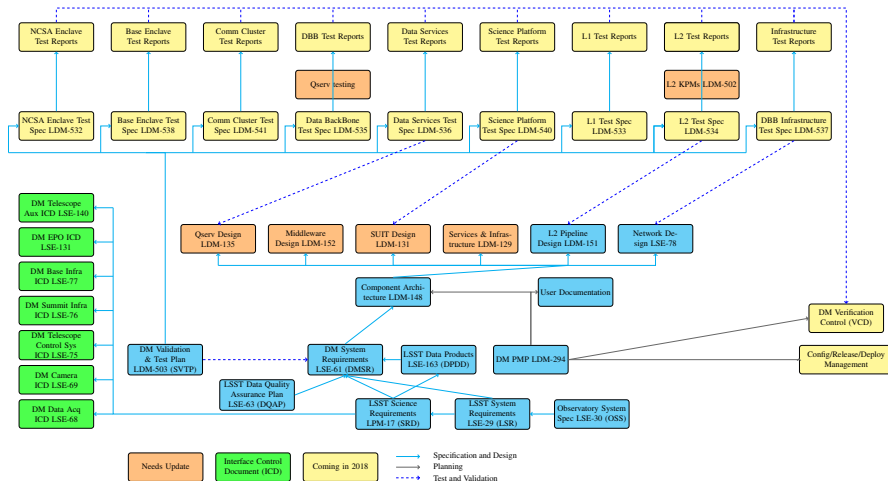 NCSA Enclave
Test Reports
Base Enclave
Test Reports
Comm Cluster
Test Reports
DBB Test Reports
Data Services
Test Reports
Science Platform
Test Reports
L1 Test Reports
L2 Test Reports
Infrastructure
Test Reports
Qserv testing
L2 KPMs LDM-502
NCSA Enclave Test
Spec LDM-532
Base Enclave Test
Spec LDM-538
Comm Cluster Test
Spec LDM-541
Data BackBone
Test Spec LDM-535
Data Services Test
Spec LDM-536
Science Platform
Test Spec LDM-540
L1 Test Spec
LDM-533
L2 Test Spec
LDM-534
DBB Infrastructure
Test Spec LDM-537
DM Telescope
Aux ICD LSE-140
DM EPO ICD
LSE-131
DM Base Infra
ICD LSE-77
DM Summit Infra
ICD LSE-76
DM Telescope
Control Sys
ICD LSE-75
DM Camera
ICD LSE-69
DM Data Acq
ICD LSE-68
Qserv Design
LDM-135
Middleware
Design LDM-152
SUIT Design
LDM-131
Services & Infras-
tructure LDM-129
L2 Pipeline
Design LDM-151
Network De-
sign LSE-78
Component Archi-
tecture LDM-148
User Documentation
DM Verification
Control (VCD)
DM Validation
& Test Plan
LDM-503 (SVTP)
DM System
Requirements
LSE-61 (DMSR)
LSST Data Products
LSE-163 (DPDD)
DM PMP LDM-294
Config/Release/Deploy
Management
LSST Data Quality
Assurance Plan
LSE-63 (DQAP)
LSST Science
Requirements
LPM-17 (SRD)
LSST System
Requirements
LSE-29 (LSR)
Observatory System
Spec LSE-30 (OSS)
Needs Update
Interface Control
Document (ICD)
Coming in 2018
Specification and Design
Planning
Test and Validation